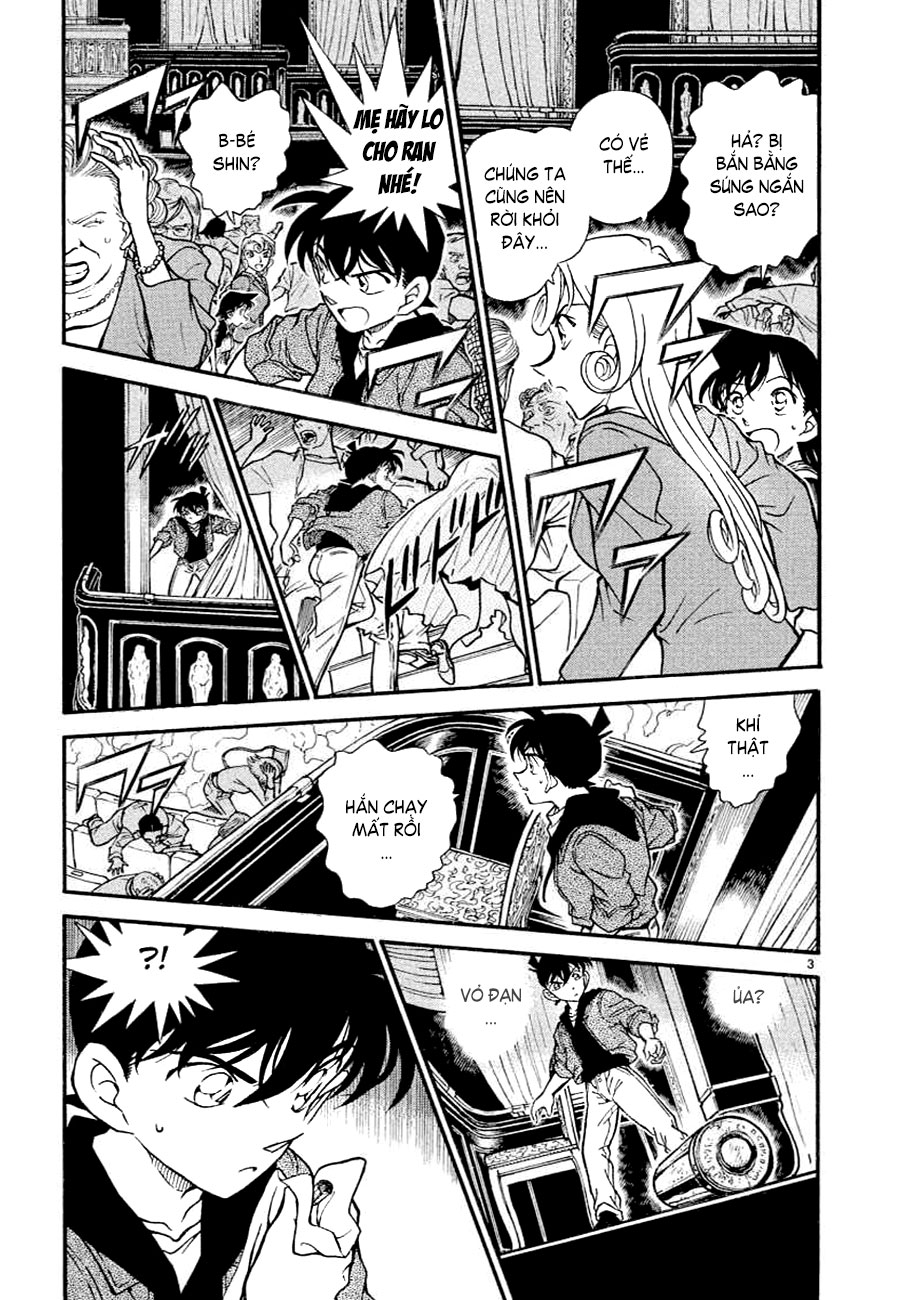 HẢ? BỊ
BẮN BẰNG
SÚNG NGẮN
SAO?
CÓ VẺ
THẾ...
CHÚNG TA
CŨNG NÊN
RỜI KHỎI
ĐÂY...
MẸ HÃY LO
CHO RAN
NHÉ!
B-BÉ
SHIN?
KHỈ
THẬT
...
HẮN CHẠY
MẤT RỒI
...
3
ỦA?
VỎ ĐẠN
...
?!